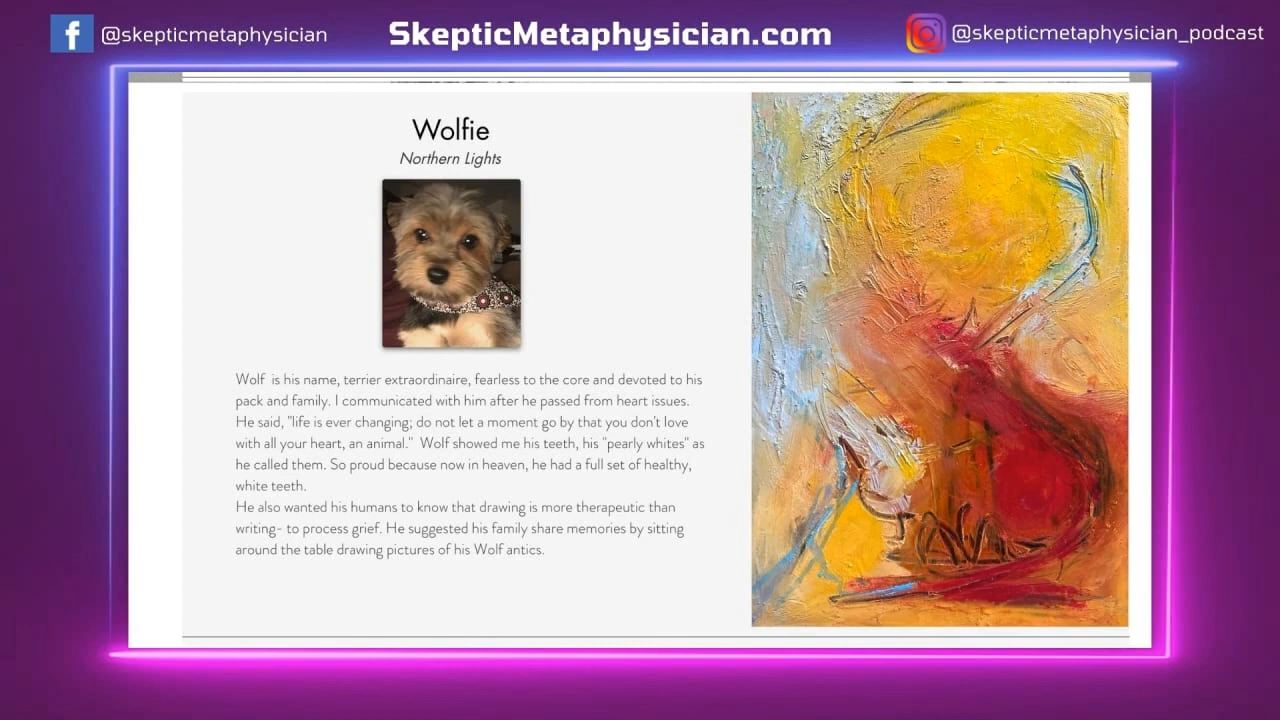 @skepticmetaphysician
SkepticMetaphysician.com
@skepticmetaphysician_podcast
Wolfie
Northern Lights
Wolf is his name, terrier extraordinaire, fearless to the core and devoted to his
pack and family. I communicated with him after he passed from heart issues.
He said, "life is ever changing; do not let a moment go by that you don't love
with all your heart, an animal." Wolf showed me his teeth, his "pearly whites" as
he called them. So proud because now in heaven, he had a full set of healthy,
white teeth.
He also wanted his humans to know that drawing is more therapeutic than
writing- to process grief. He suggested his family share memories by sitting
around the table drawing pictures of his Wolf antics.